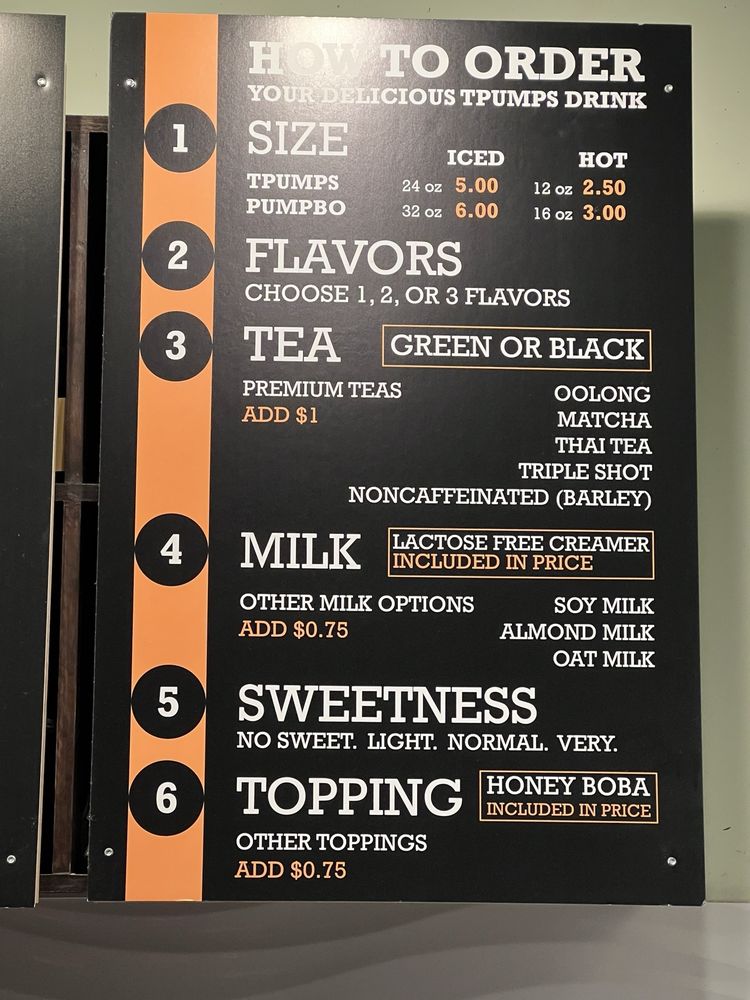 HOW TO ORDER
YOUR DELICIOUS TPUMPS DRINK
1 SIZE
ICED HOT
TPUMPS 24 oz 5.00 12 oz 2.50
PUMPBO 32 oz 6.00 16 oz 3.00
2 FLAVORS
CHOOSE 1, 2, OR 3 FLAVORS
3 TEA GREEN OR BLACK
PREMIUM TEAS OOLONG
ADD $1 MATCHA
THAI TEA
TRIPLE SHOT
NONCAFFEINATED (BARLEY)
4 MILK LACTOSE FREE CREAMER
INCLUDED IN PRICE
OTHER MILK OPTIONS SOY MILK
ADD $0.75 ALMOND MILK
OAT MILK
5 SWEETNESS
NO SWEET. LIGHT. NORMAL. VERY.
6 TOPPING HONEY BOBA
INCLUDED IN PRICE
OTHER TOPPINGS
ADD $0.75